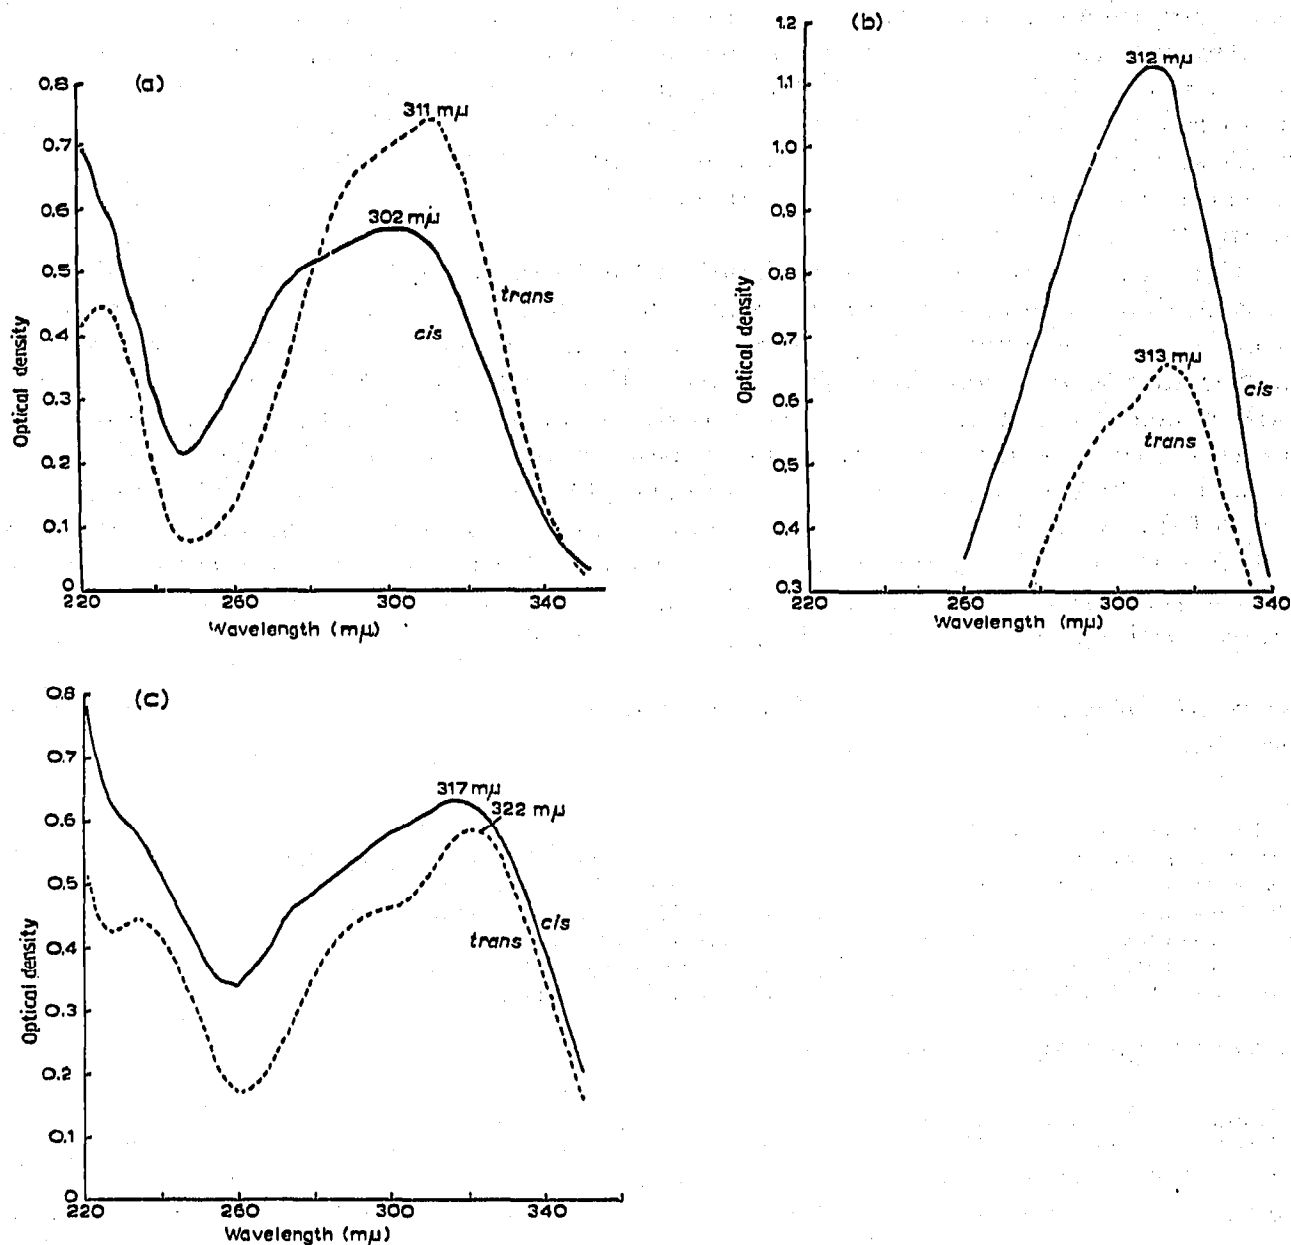 (a)
0.8
0.7
0.6
0.5
0.4
0.3
0.2
0.1
0
Optical density
311 mμ
302 mμ
trans
cis
220 260 300 340
Wavelength (mμ)
(b)
1.2
1.1
1.0
0.9
0.8
0.7
0.6
0.5
0.4
0.3
Optical density
312 mμ
313 mμ
cis
trans
220 260 300 340
Wavelength (mμ)
(c)
0.8
0.7
0.6
0.5
0.4
0.3
0.2
0.1
0
Optical density
317 mμ
322 mμ
cis
trans
220 260 300 340
Wavelength (mμ)